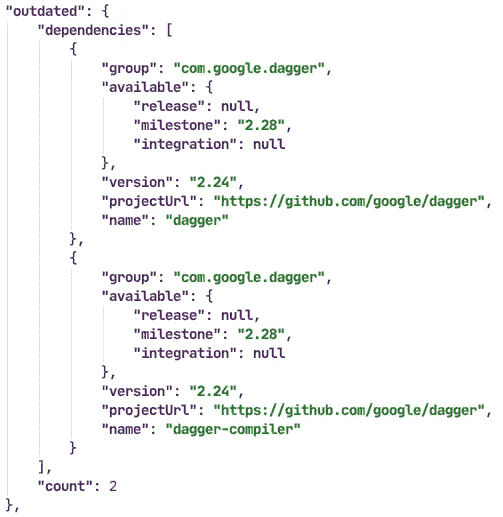 "outdated": {
    "dependencies": [
        {
            "group": "com.google.dagger",
            "available": {
                "release": null,
                "milestone": "2.28",
                "integration": null
            },
            "version": "2.24",
            "projectUrl": "https://github.com/google/dagger",
            "name": "dagger"
        },
        {
            "group": "com.google.dagger",
            "available": {
                "release": null,
                "milestone": "2.28",
                "integration": null
            },
            "version": "2.24",
            "projectUrl": "https://github.com/google/dagger",
            "name": "dagger-compiler"
        }
    ],
    "count": 2
},